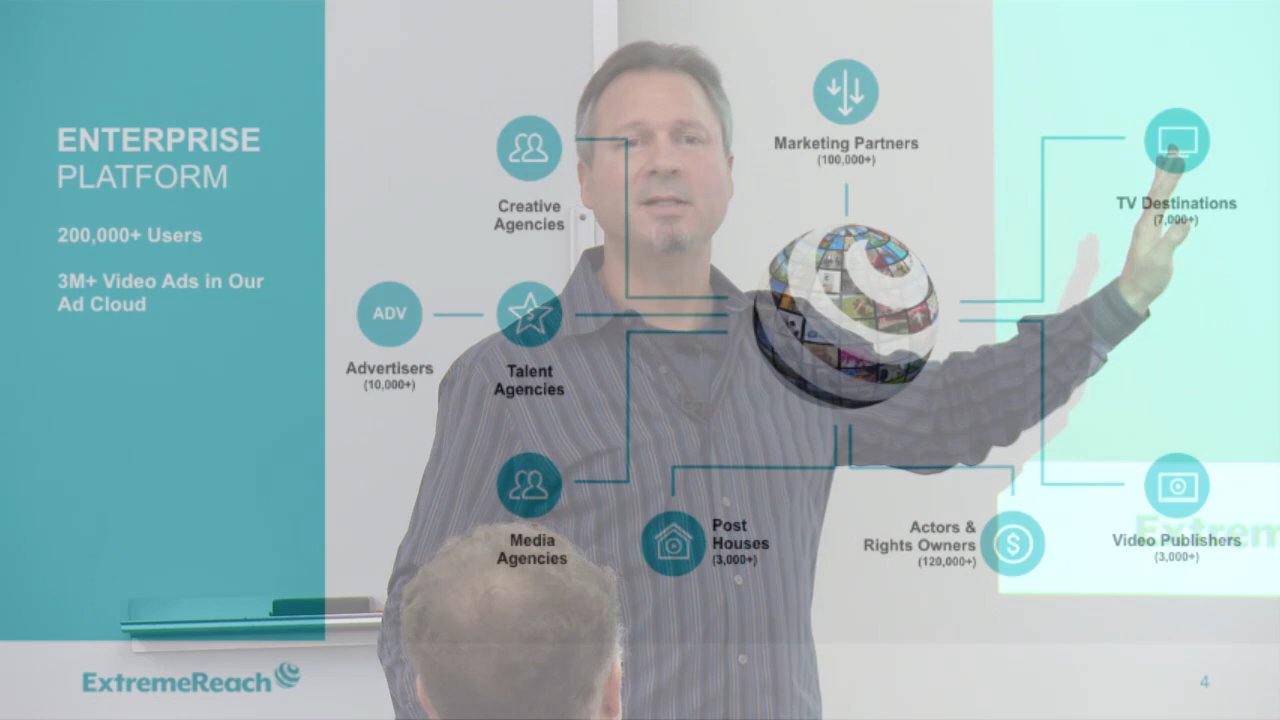 ENTERPRISE
PLATFORM
200,000+ Users
3M+ Video Ads in Our
Ad Cloud
Marketing Partners
(100,000+)
Creative
Agencies
TV Destinations
(7,000+)
ADV
Advertisers
(10,000+)
$
Talent
Agencies
Media
Agencies
Post
Houses
(3,000+)
Actors &
Rights Owners
(120,000+)
$
Video Publishers
(3,000+)
Extrem
ExtremeReach
4